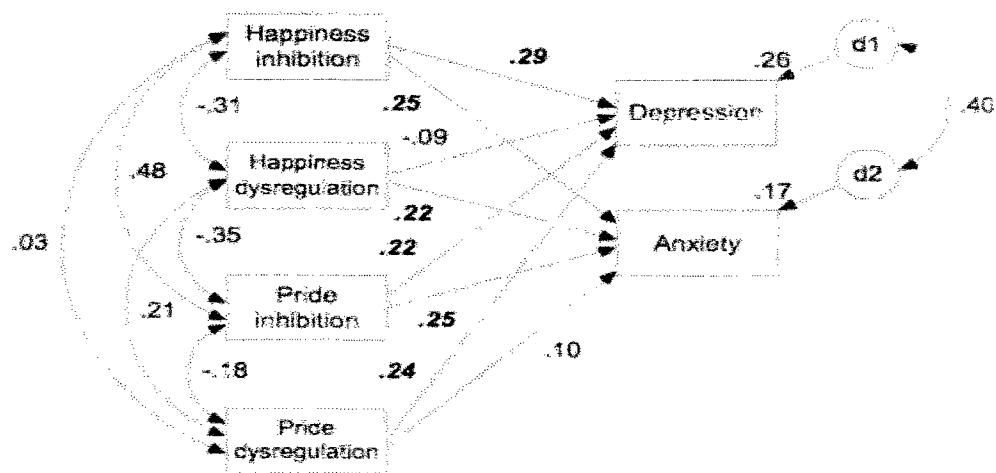 Happiness
inhibition
.29
.26
d1
-.31
.25
Depression
.40
-.09
.48
Happiness
dysregulation
.17
d2
.22
.03
-.35
.22
Anxiety
Pride
inhibition
.21
.25
.10
-.18
.24
Pride
dysregulation